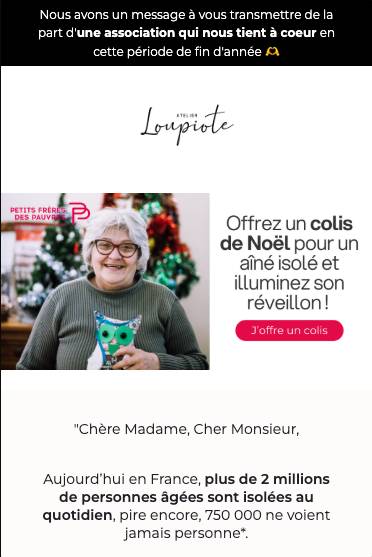 Nous avons un message à vous transmettre de la
part d'une association qui nous tient à coeur en
cette période de fin d'année 🫶
ATELIER
Loupiote
PETITS FRÈRES
DES PAUVRES
Offrez un colis
de Noël pour un
aîné isolé et
illuminez son
réveillon !
J'offre un colis
"Chère Madame, Cher Monsieur,
Aujourd'hui en France, plus de 2 millions
de personnes âgées sont isolées au
quotidien, pire encore, 750 000 ne voient
jamais personne*.